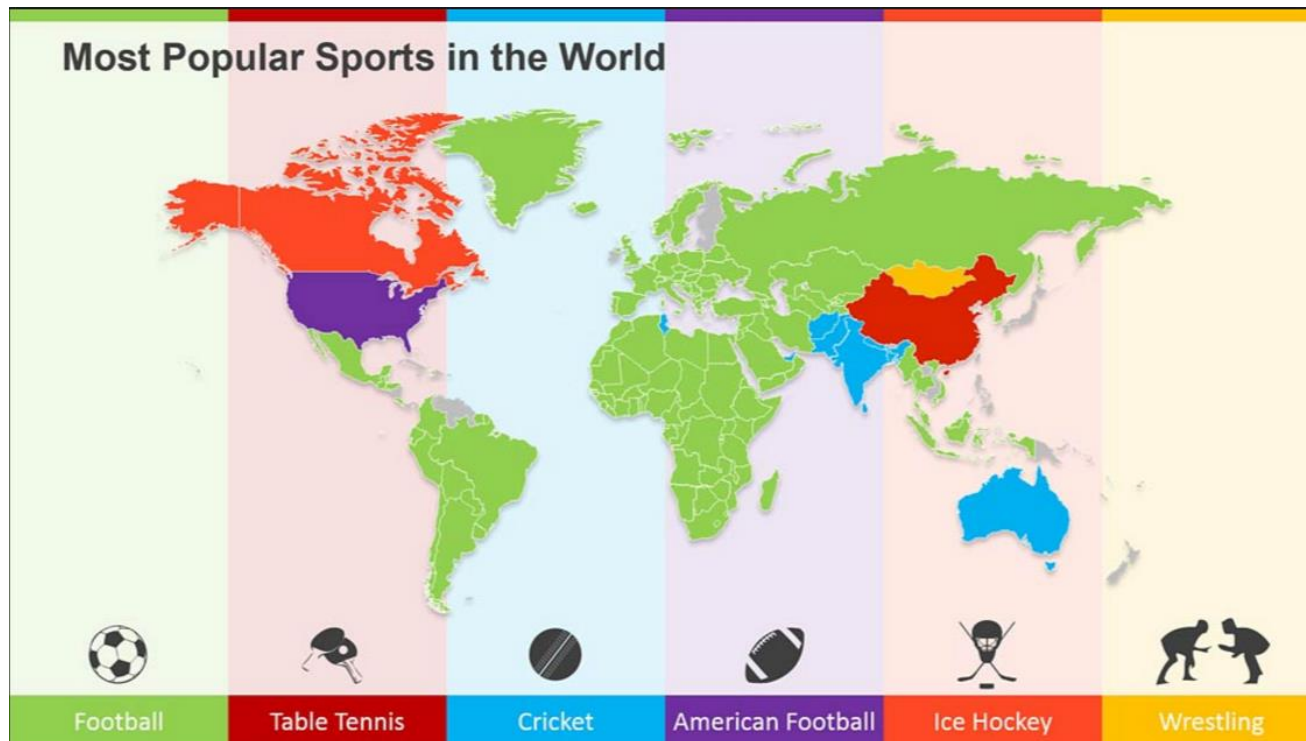 Most Popular Sports in the World
Football
Table Tennis
Cricket
American Football
Ice Hockey
Wrestling